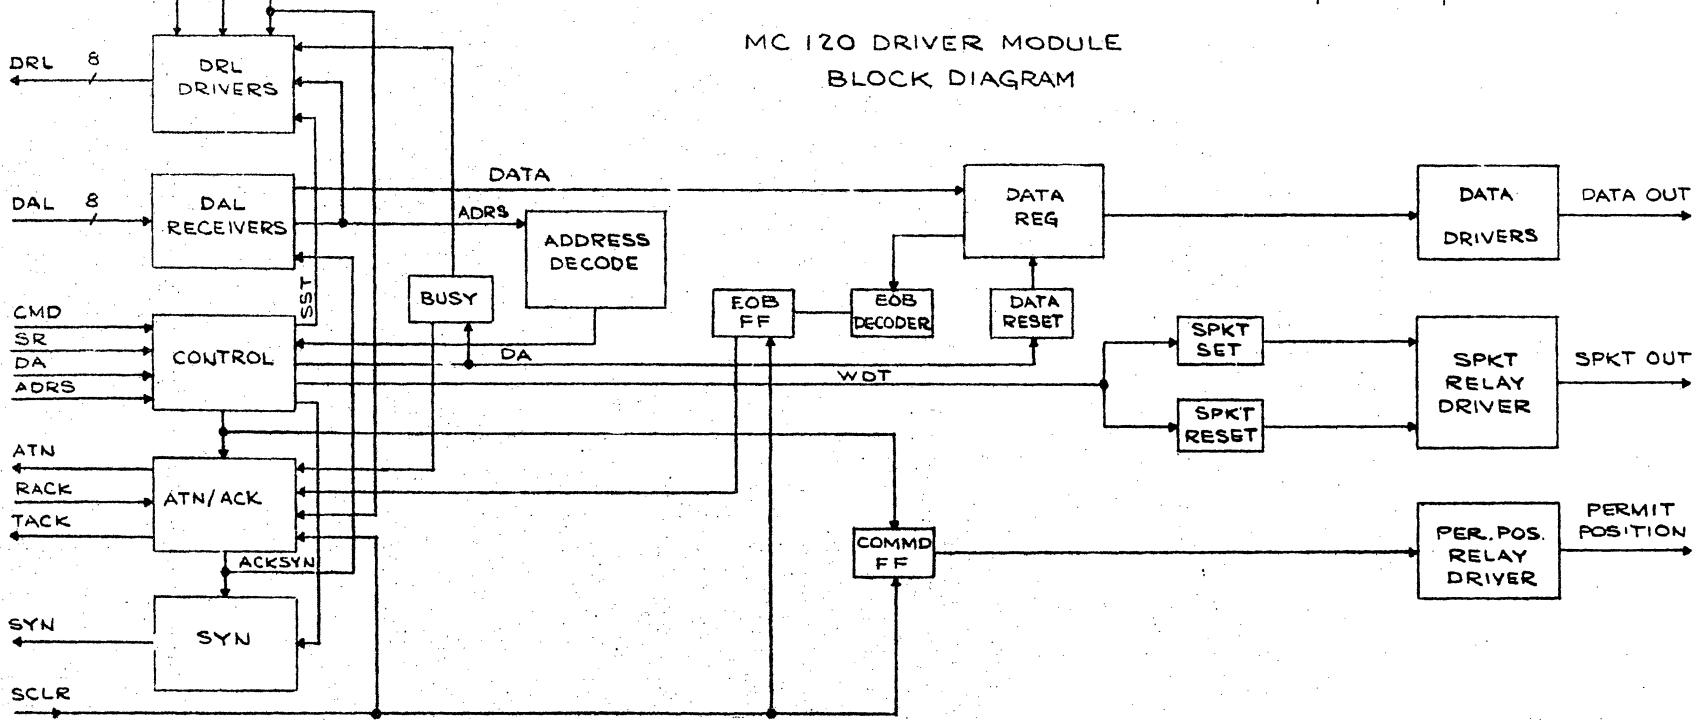 MC 120 DRIVER MODULE
BLOCK DIAGRAM
DRL
8
DRL
DRIVERS
DAL
8
DAL
RECEIVERS
DATA
ADRS
ADDRESS
DECODE
DATA
REG
DATA
DRIVERS
DATA OUT
SST
BUSY
EOB
FF
EOB
DECODER
DATA
RESET
CMD
SR
DA
ADRS
CONTROL
DA
WDT
SPKT
SET
SPKT
RESET
SPKT
RELAY
DRIVER
SPKT OUT
ATN
RACK
TACK
ATN/ACK
ACKSYN
COMMD
FF
PER. POS.
RELAY
DRIVER
PERMIT
POSITION
SYN
SYN
SCLR